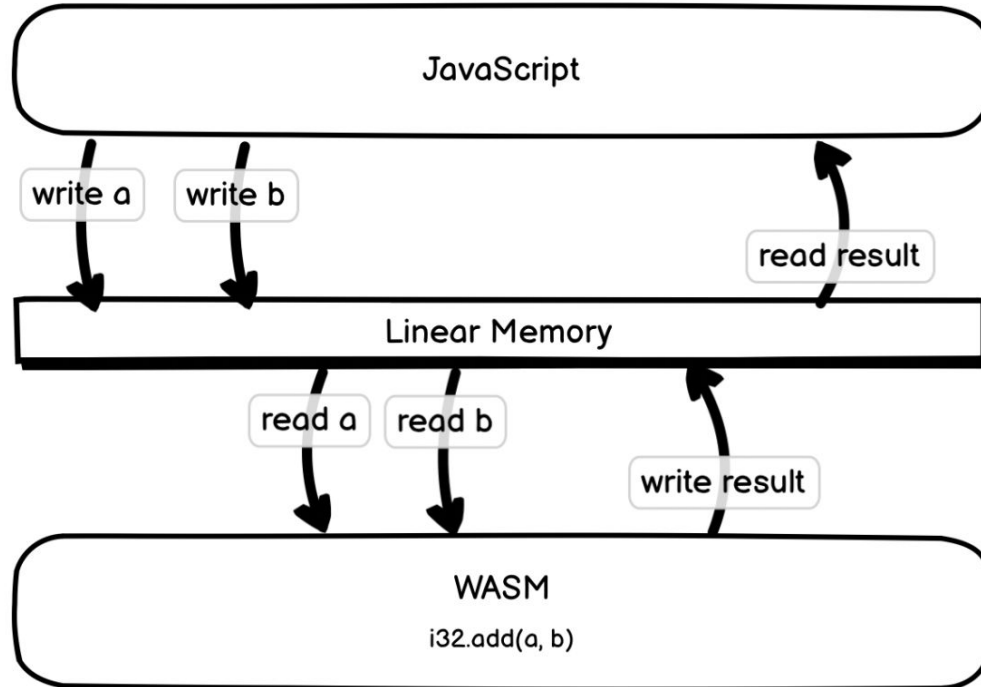 JavaScript
write a
write b
read result
Linear Memory
read a
read b
write result
WASM
i32.add(a, b)